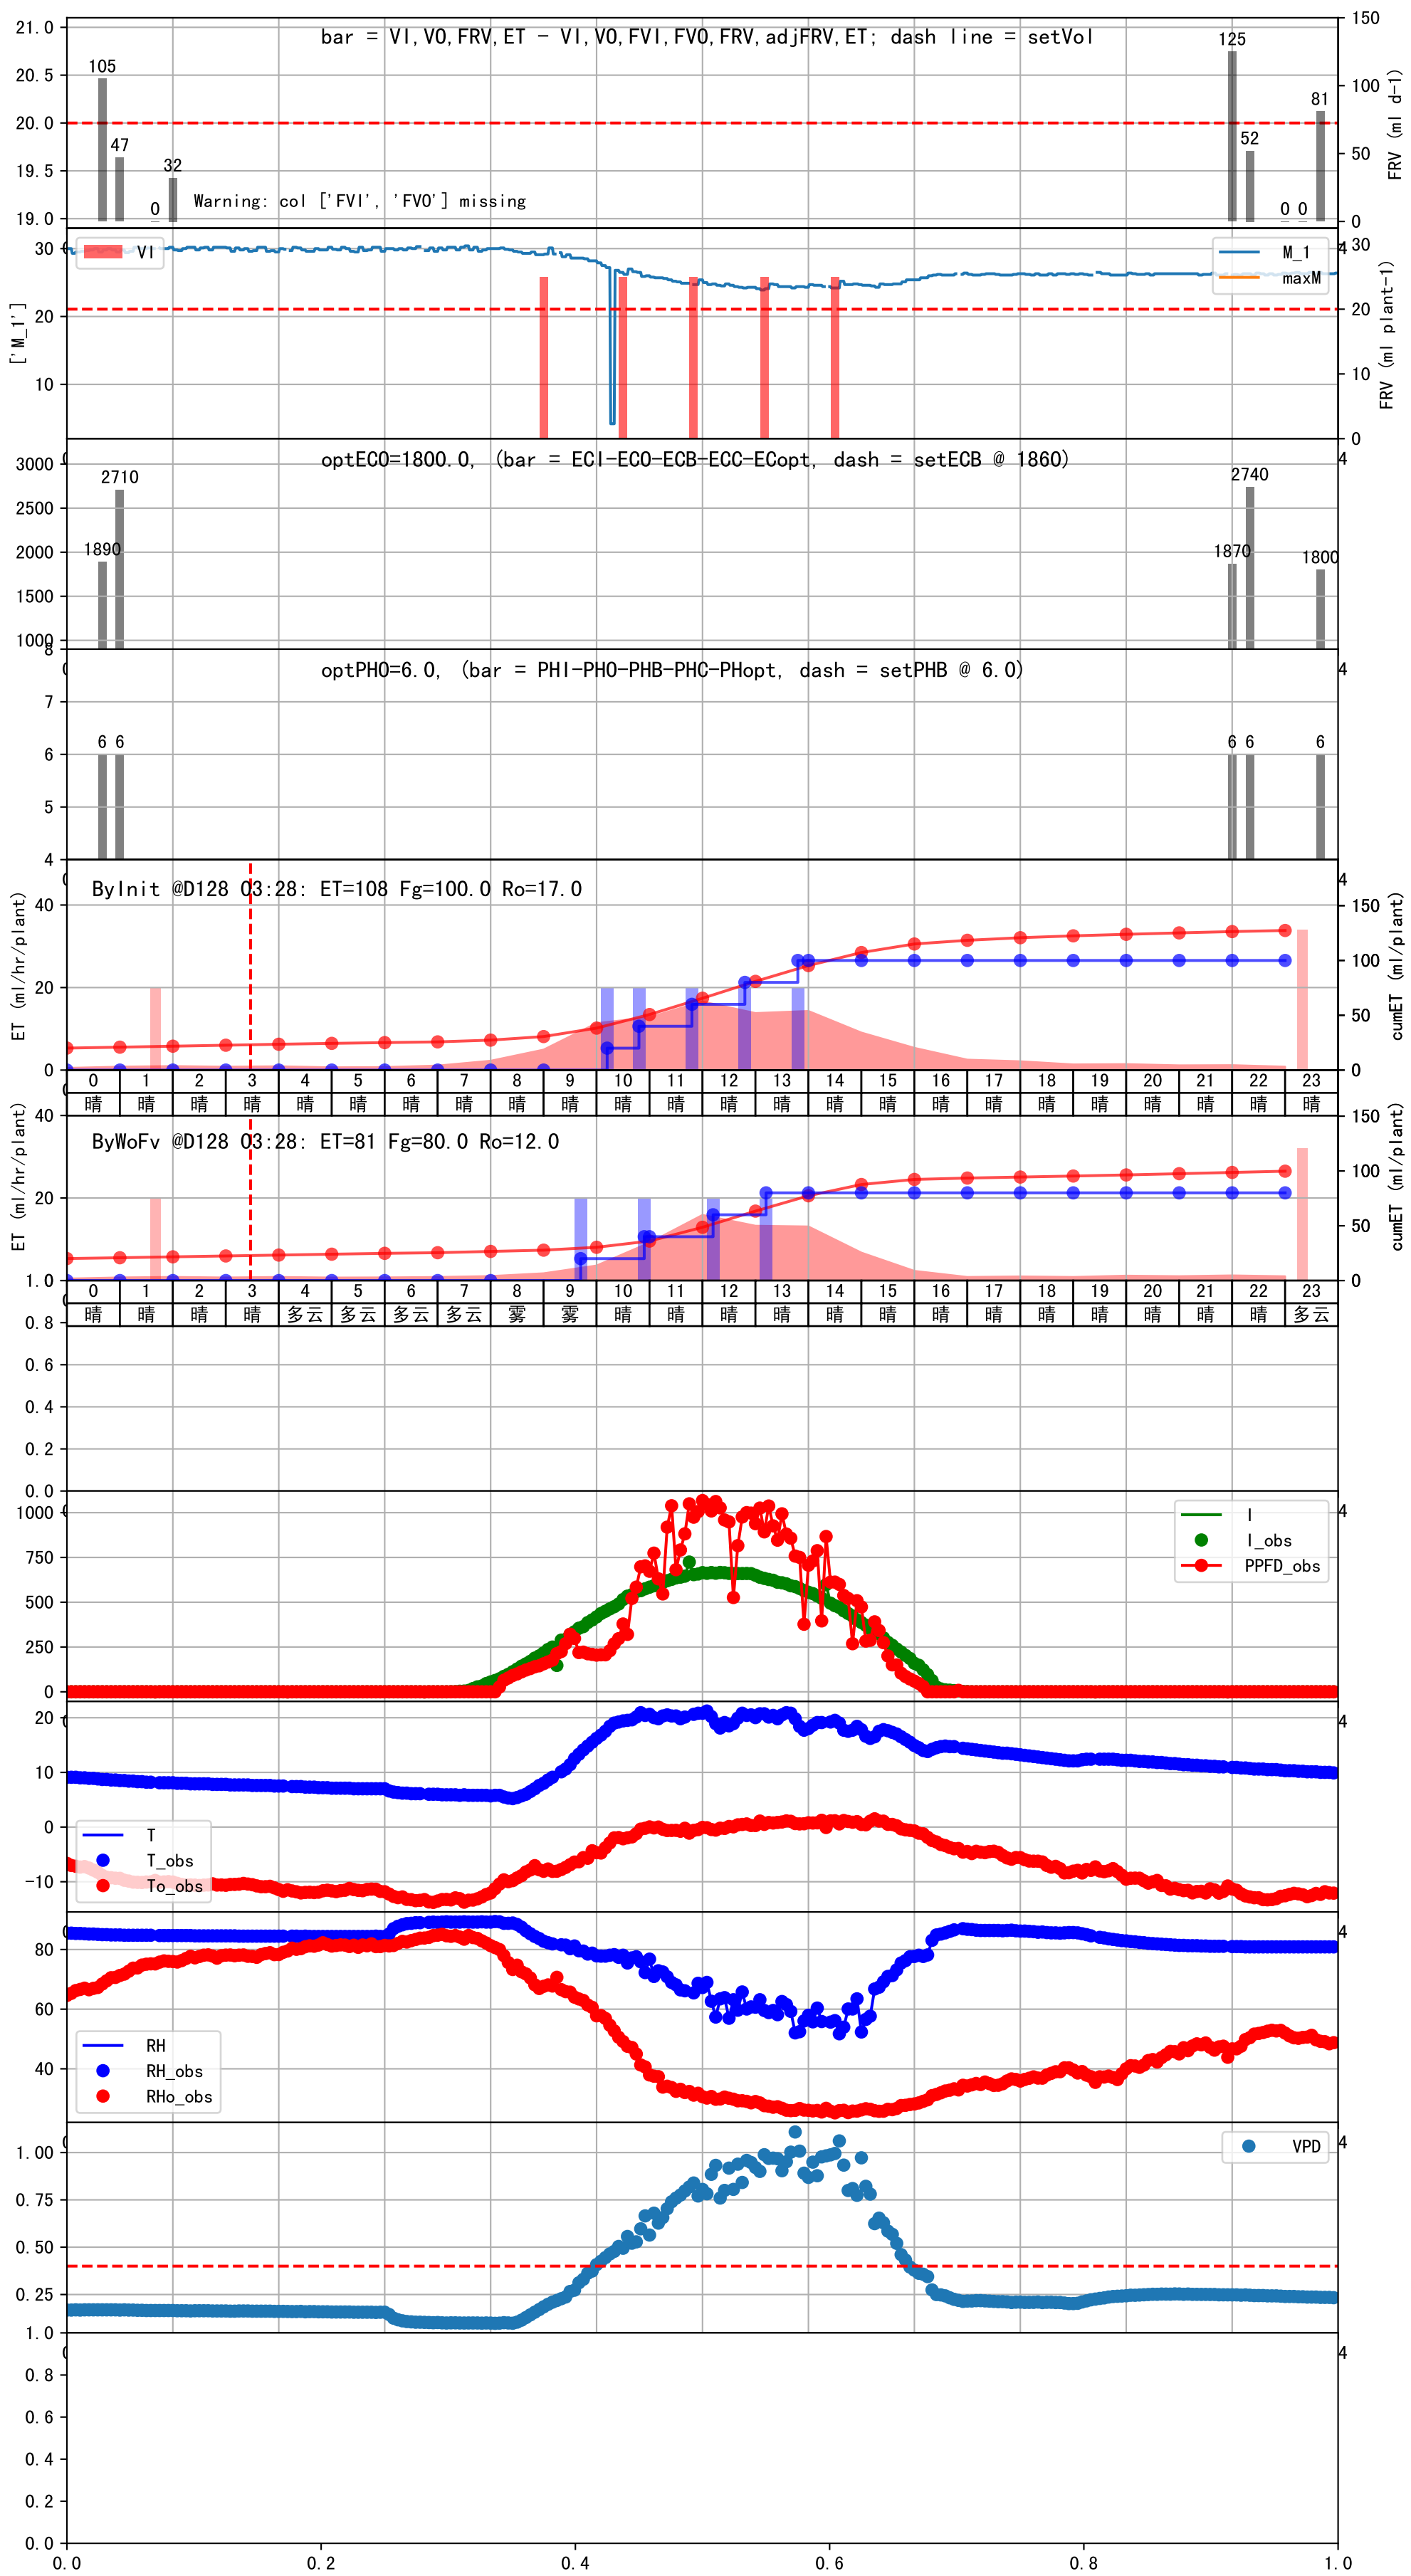 bar = VI,VO,FRV,ET - VI,VO,FVI,FVO,FRV,adjFRV,ET; dash line = setVol
21.0
20.5
20.0
19.5
19.0
150
100
50
0
FRV (ml d-1)
105
47
0
32
125
52
0 0
81
Warning: col ['FVI', 'FVO'] missing
30
20
10
['M_1']
VI
M_1
maxM
30
20
10
0
FRV (ml plant-1)
4
optECO=1800.0, (bar = ECI-ECO-ECB-ECC-ECopt, dash = setECB @ 1860)
3000
2500
2000
1500
1000
1890
2710
1870
2740
1800
4
optPHO=6.0, (bar = PHI-PHO-PHB-PHC-PHopt, dash = setPHB @ 6.0)
8
7
6
5
4
6 6
6 6
6
4
ByInit @D128 03:28: ET=108 Fg=100.0 Ro=17.0
ET (ml/hr/plant)
40
20
0
150
100
50
0
cumET (ml/plant)
4
0 1 2 3 4 5 6 7 8 9 10 11 12 13 14 15 16 17 18 19 20 21 22 23
晴 晴 晴 晴 晴 晴 晴 晴 晴 晴 晴 晴 晴 晴 晴 晴 晴 晴 晴 晴 晴 晴 晴 晴
ByWoFv @D128 03:28: ET=81 Fg=80.0 Ro=12.0
ET (ml/hr/plant)
40
20
150
100
50
0
cumET (ml/plant)
0 1 2 3 4 5 6 7 8 9 10 11 12 13 14 15 16 17 18 19 20 21 22 23
晴 晴 晴 晴 多云 多云 多云 多云 雾 雾 晴 晴 晴 晴 晴 晴 晴 晴 晴 晴 晴 晴 晴 多云
1.0
0.8
0.6
0.4
0.2
0.0
1000
750
500
250
0
I
I_obs
PPFD_obs
4
20
10
0
-10
T
T_obs
To_obs
4
80
60
40
RH
RH_obs
RHo_obs
4
1.00
0.75
0.50
0.25
VPD
4
1.0
0.8
0.6
0.4
0.2
0.0
4
0.0 0.2 0.4 0.6 0.8 1.0